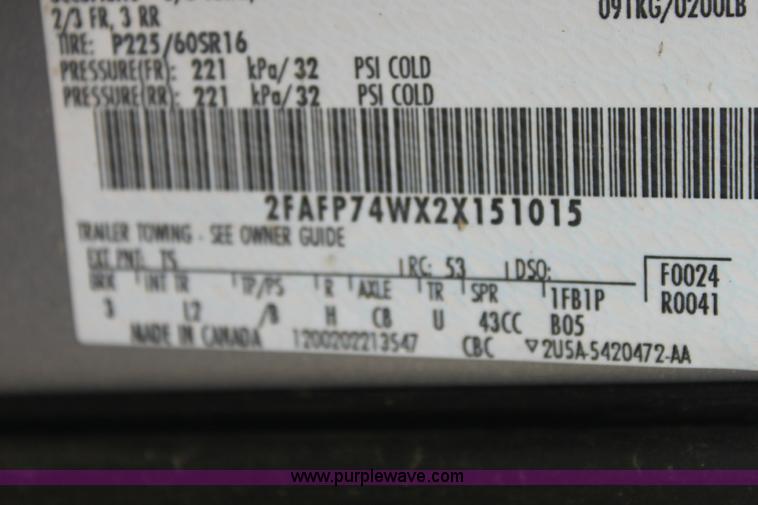 2/3 FR, 3 RR
091KG/0200LB
TIRE: P225/60SR16
PRESSURE(FR): 221 kPa/32 PSI COLD
PRESSURE(RR): 221 kPa/32 PSI COLD
2FAFP74WX2X151015
TRAILER TOWING - SEE OWNER GUIDE
EXT PNT: TS RC: 53 DSO: F0024
BRK INT TR TP/PS R AXLE TR SPR 1FB1P R0041
3 L2 /B H C8 U 43CC B05
MADE IN CANADA 1200202213547 CBC ▽2U5A-5420472-AA
www.purplewave.com